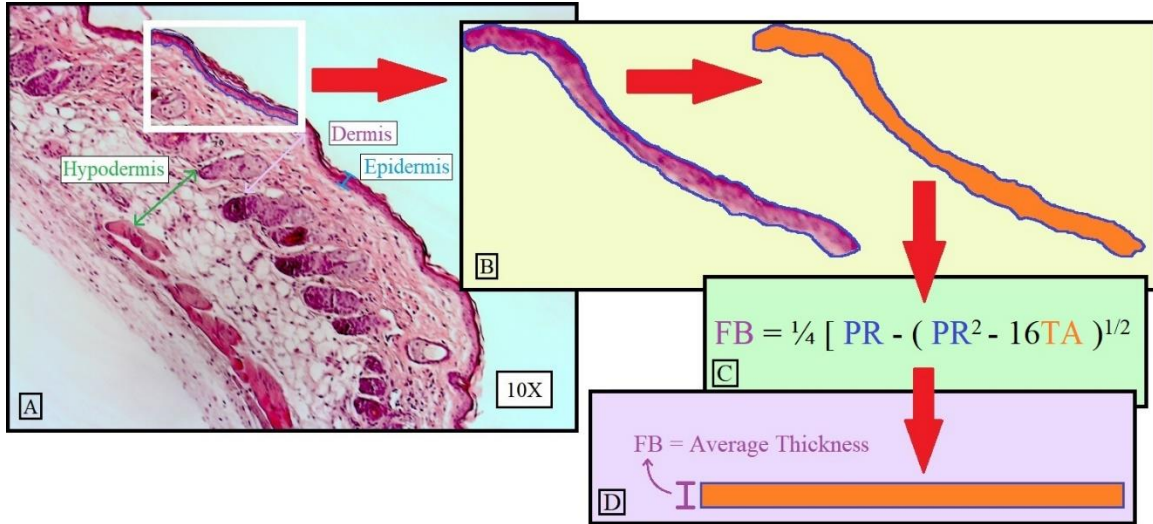 Dermis
Hypodermis
Epidermis
A
10X
B
FB = ¼ [ PR - ( PR² - 16TA )¹/²
C
FB = Average Thickness
D